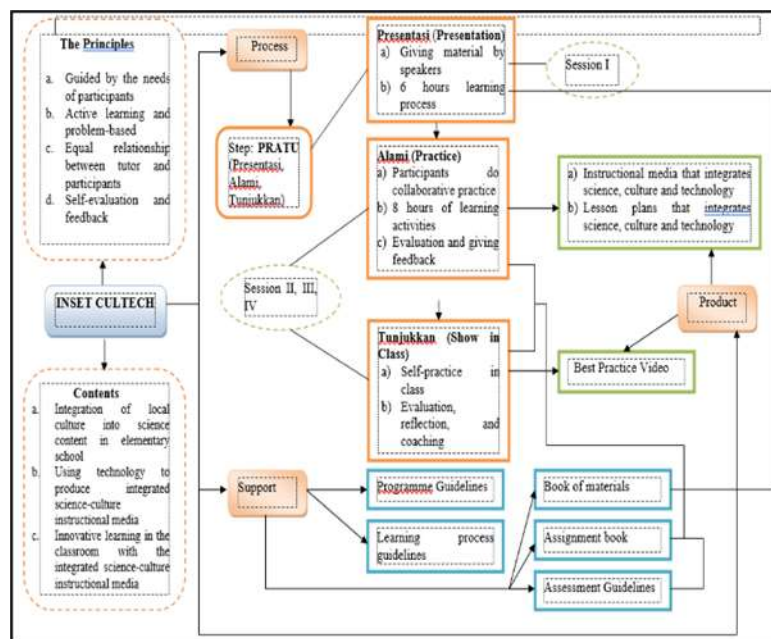 The Principles
a. Guided by the needs
of participants
b. Active learning and
problem-based
c. Equal relationship
between tutor and
participants
d. Self-evaluation and
feedback
INSET CULTECH
Contents
a. Integration of local
culture into science
content in elementary
school
b. Using technology to
produce integrated
science-culture
instructional media
c. Innovative learning in the
classroom with the
integrated science-culture
instructional media
Process
Step: PRATU
(Presentasi,
Alami,
Tunjukkan)
Session II, III,
IV
Support
Presentasi (Presentation)
a) Giving material by
speakers
b) 6 hours learning
process
Session I
Alami (Practice)
a) Participants do
collaborative practice
b) 8 hours of learning
activities
c) Evaluation and giving
feedback
Tunjukkan (Show in
Class)
a) Self-practice in
class
b) Evaluation,
reflection, and
coaching
a) Instructional media that integrates
science, culture and technology
b) Lesson plans that integrates
science, culture and technology
Product
Best Practice Video
Programme Guidelines
Learning process
guidelines
Book of materials
Assignment book
Assessment Guidelines